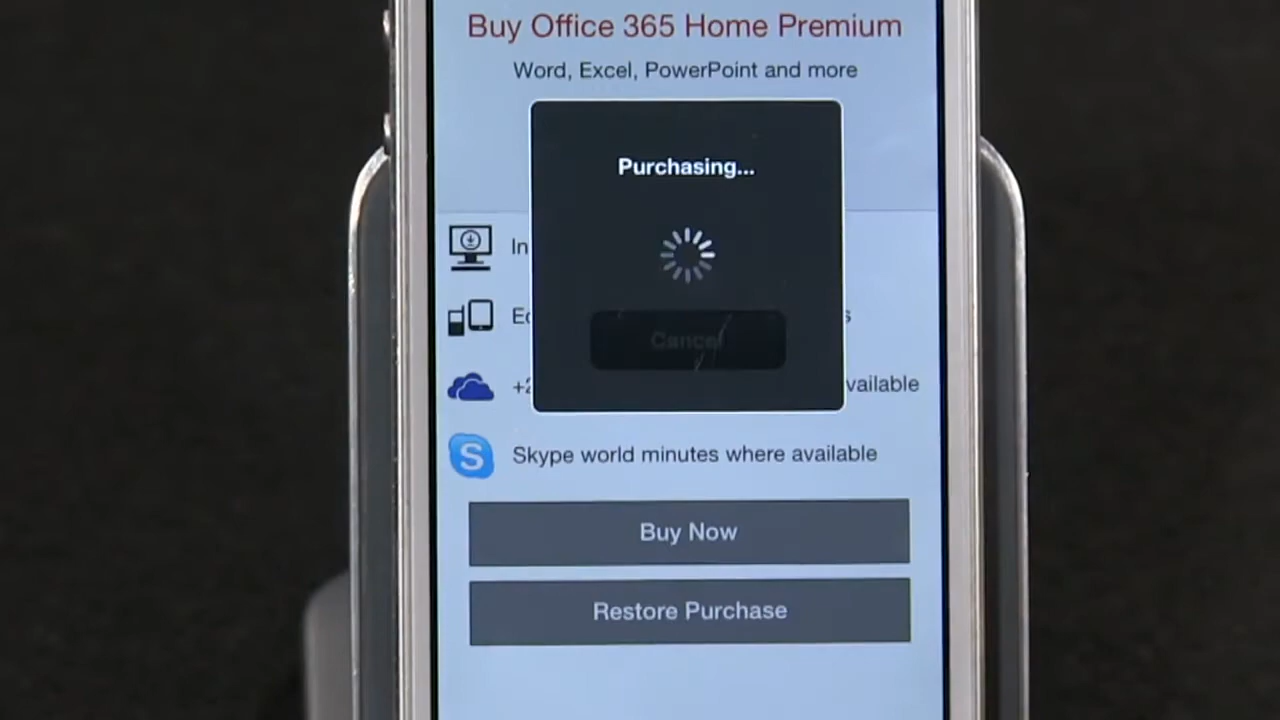 Buy Office 365 Home Premium
Word, Excel, PowerPoint and more
Purchasing...
In
Cancel
+2
vailable
S
Skype world minutes where available
Buy Now
Restore Purchase